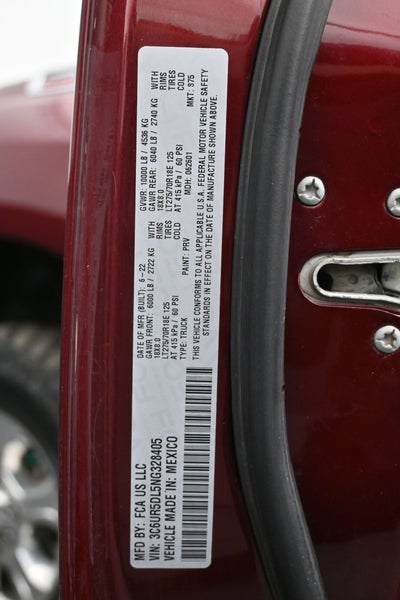 MFD BY: FCA US LLC
VIN: 3C6UR5DL5NG328405
VEHICLE MADE IN: MEXICO
DATE OF MFR (BUILT): 6-22
GVWR: 10000 LB / 4536 KG
GAWR FRONT: 6000 LB / 2722 KG WITH
18X8.0 RIMS
LT275/70R18E 125 TIRES
AT 415 kPa / 60 PSI COLD
GAWR REAR: 6040 LB / 2740 KG WITH
18X8.0 RIMS
LT275/70R18E 125 TIRES
AT 415 kPa / 60 PSI COLD
TYPE: TRUCK PAINT: PRV MDH: 062601 MKT: 375
THIS VEHICLE CONFORMS TO ALL APPLICABLE U.S.A. FEDERAL MOTOR VEHICLE SAFETY
STANDARDS IN EFFECT ON THE DATE OF MANUFACTURE SHOWN ABOVE.